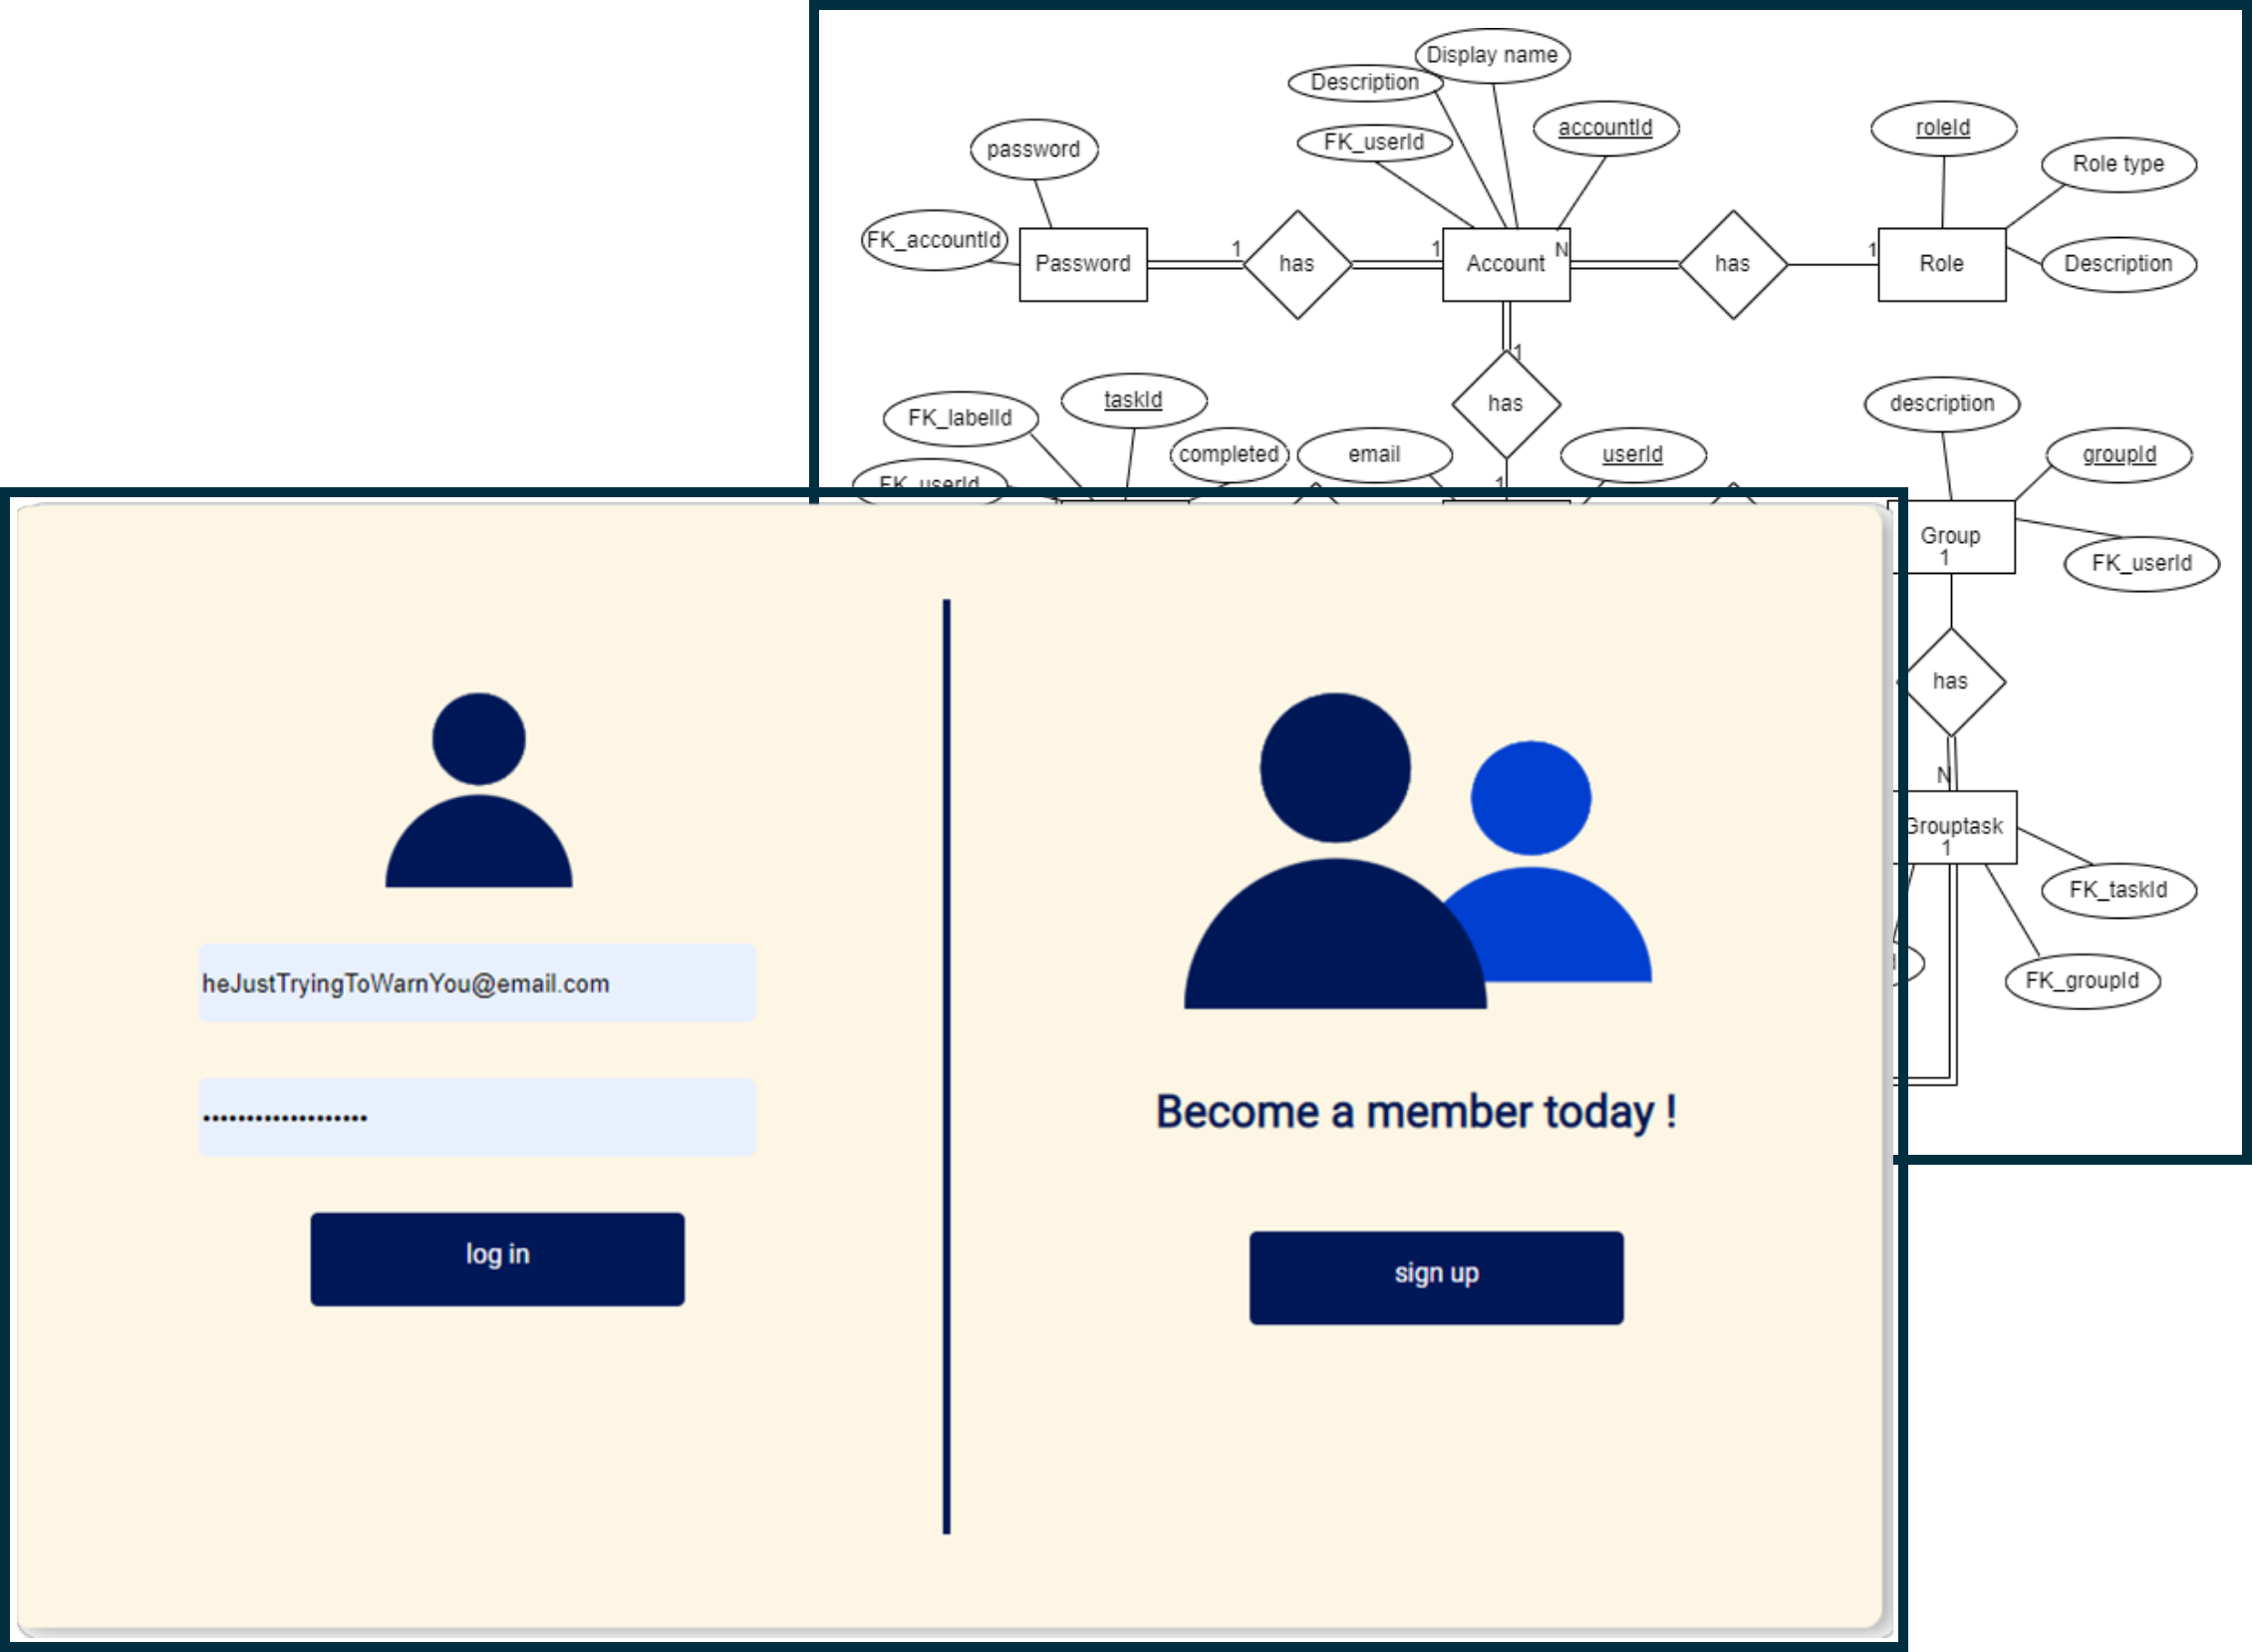 Display name
Description
accountId
roleId
password
FK_userId
Role type
FK_accountId
Password
1
has
1
Account
N
has
1
Role
Description
1
taskId
has
description
FK_labelId
completed
email
userId
groupId
FK_userId
1
Group
1
FK_userId
has
N
Grouptask
1
FK_taskId
FK_groupId
heJustTryingToWarnYou@email.com
Become a member today !
log in
sign up